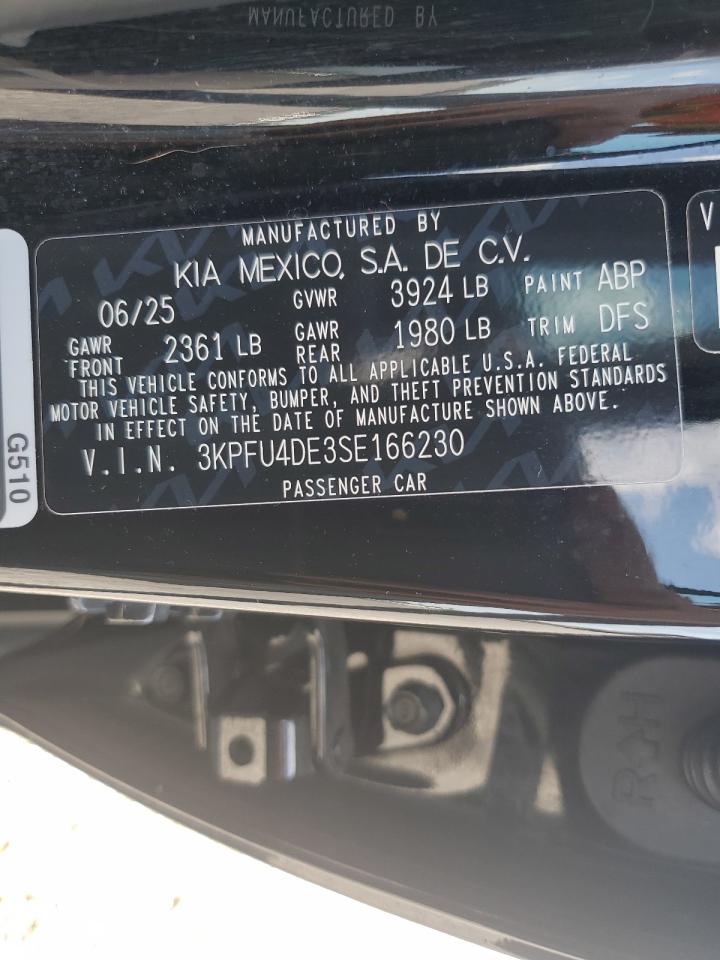 MANUFACTURED BY
MANUFACTURED BY
KIA MEXICO, S.A. DE C.V.
06/25 GVWR 3924 LB PAINT ABP
GAWR FRONT 2361 LB GAWR REAR 1980 LB TRIM DFS
THIS VEHICLE CONFORMS TO ALL APPLICABLE U.S.A. FEDERAL
MOTOR VEHICLE SAFETY, BUMPER, AND THEFT PREVENTION STANDARDS
IN EFFECT ON THE DATE OF MANUFACTURE SHOWN ABOVE.
V.I.N. 3KPFU4DE3SE166230
PASSENGER CAR
G510
V
RH